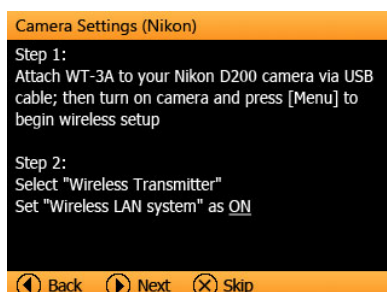 Camera Settings (Nikon)
Step 1:
Attach WT-3A to your Nikon D200 camera via USB
cable; then turn on camera and press [Menu] to
begin wireless setup
Step 2:
Select "Wireless Transmitter"
Set "Wireless LAN system" as ON
Back Next Skip